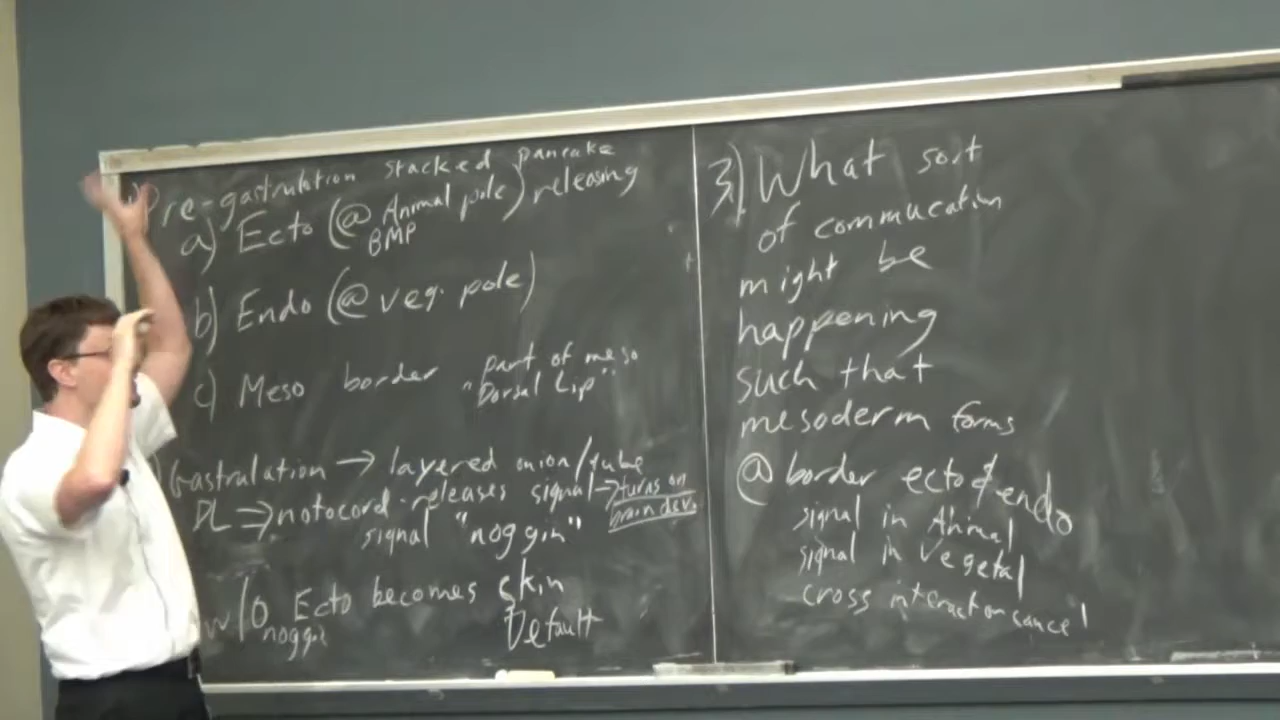 Pre-gastrulation stacked pancake
a) Ecto (@ Animal pole) releasing
BMP
b) Endo (@ veg. pole)
c) Meso border "part of meso
"Dorsal Lip"
Gastrulation → layered onion/tube
DL ⇒ notocord releases signal → turns on
brain dev.
signal "noggin"
w/o Ecto becomes skin
noggin Default
3) What sort
of commucation
might be
happening
such that
mesoderm forms
@ border ecto & endo
signal in Animal
signal in vegetal
cross interact or cancel